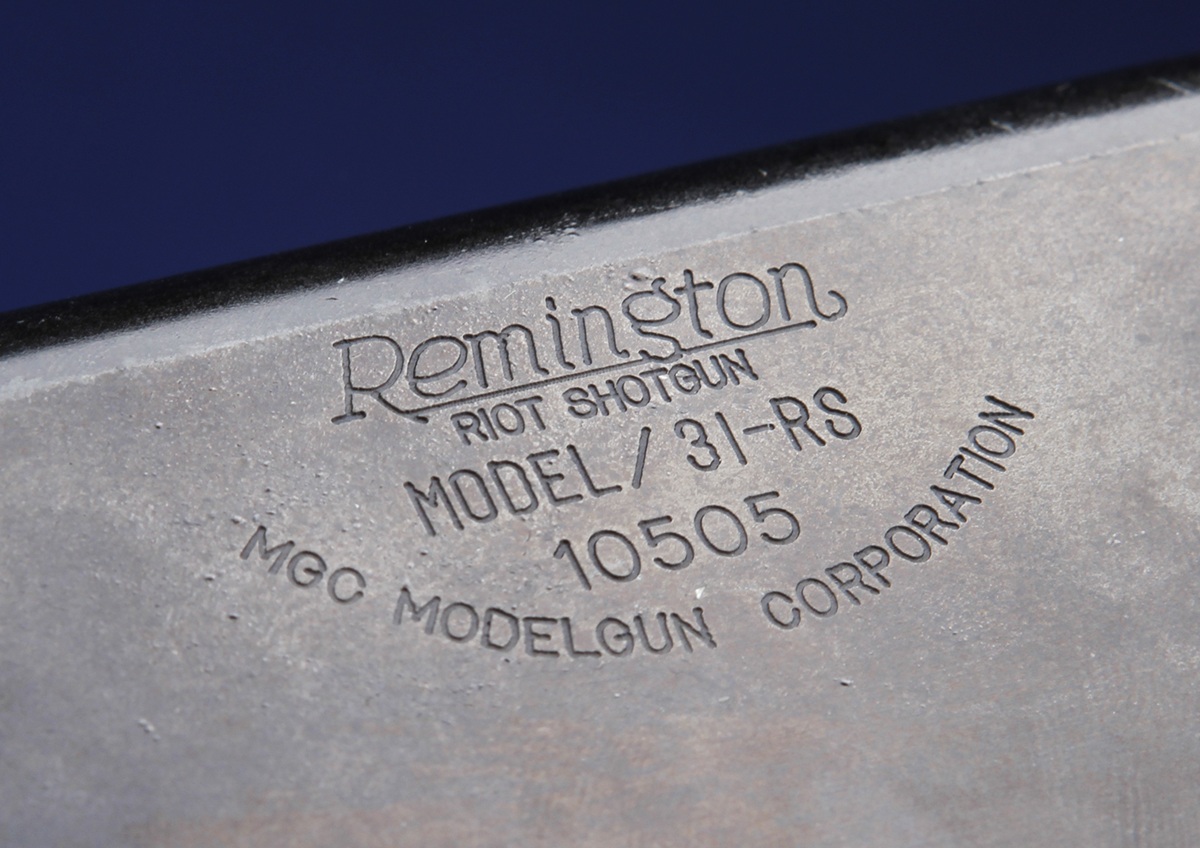 Remington
RIOT SHOTGUN
MODEL/31-RS
10505
MGC MODELGUN CORPORATION